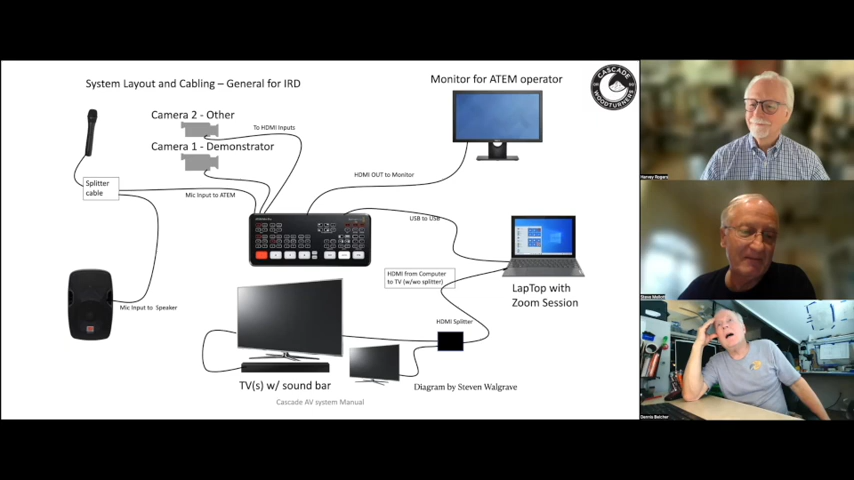 System Layout and Cabling – General for IRD
Monitor for ATEM operator
CASCADE
WOODTURNERS
Camera 2 - Other
To HDMI Inputs
Camera 1 - Demonstrator
HDMI OUT to Monitor
Splitter
cable
Mic Input to ATEM
USB to Usb
HDMI from Computer
to TV (w/wo splitter)
LapTop with
Zoom Session
Mic Input to Speaker
HDMI Splitter
TV(s) w/ sound bar
Diagram by Steven Walgrave
Cascade AV system Manual
Harvey Rogers
Dennis Belcher